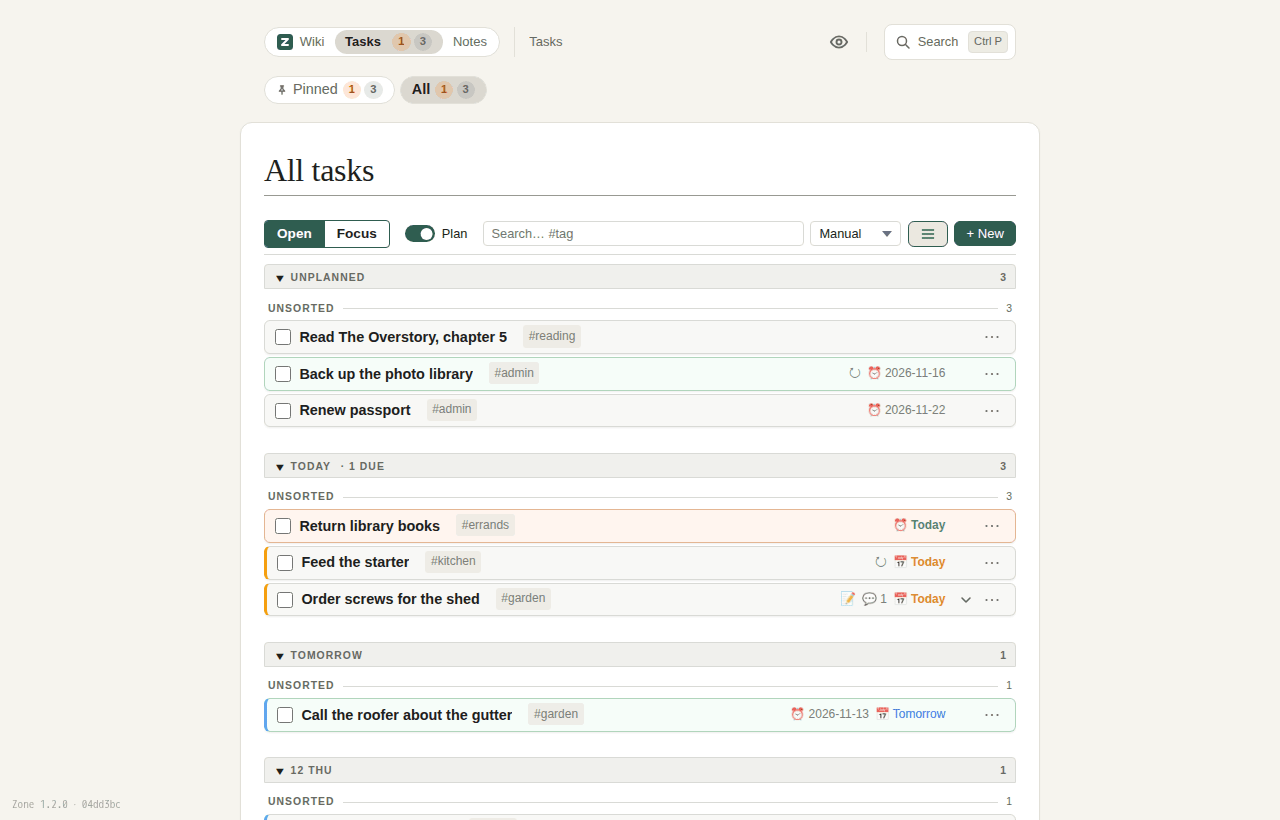 Wiki Tasks 1 3 Notes Tasks Search Ctrl P
Pinned 1 3 All 1 3
All tasks
Open Focus Plan Search… #tag Manual + New
UNPLANNED 3
UNSORTED 3
Read The Overstory, chapter 5 #reading
Back up the photo library #admin 2026-11-16
Renew passport #admin 2026-11-22
TODAY · 1 DUE 3
UNSORTED 3
Return library books #errands Today
Feed the starter #kitchen Today
Order screws for the shed #garden 1 Today
TOMORROW 1
UNSORTED 1
Call the roofer about the gutter #garden 2026-11-13 Tomorrow
12 THU 1
UNSORTED 1
Zone 1.2.0 · 04dd3bc